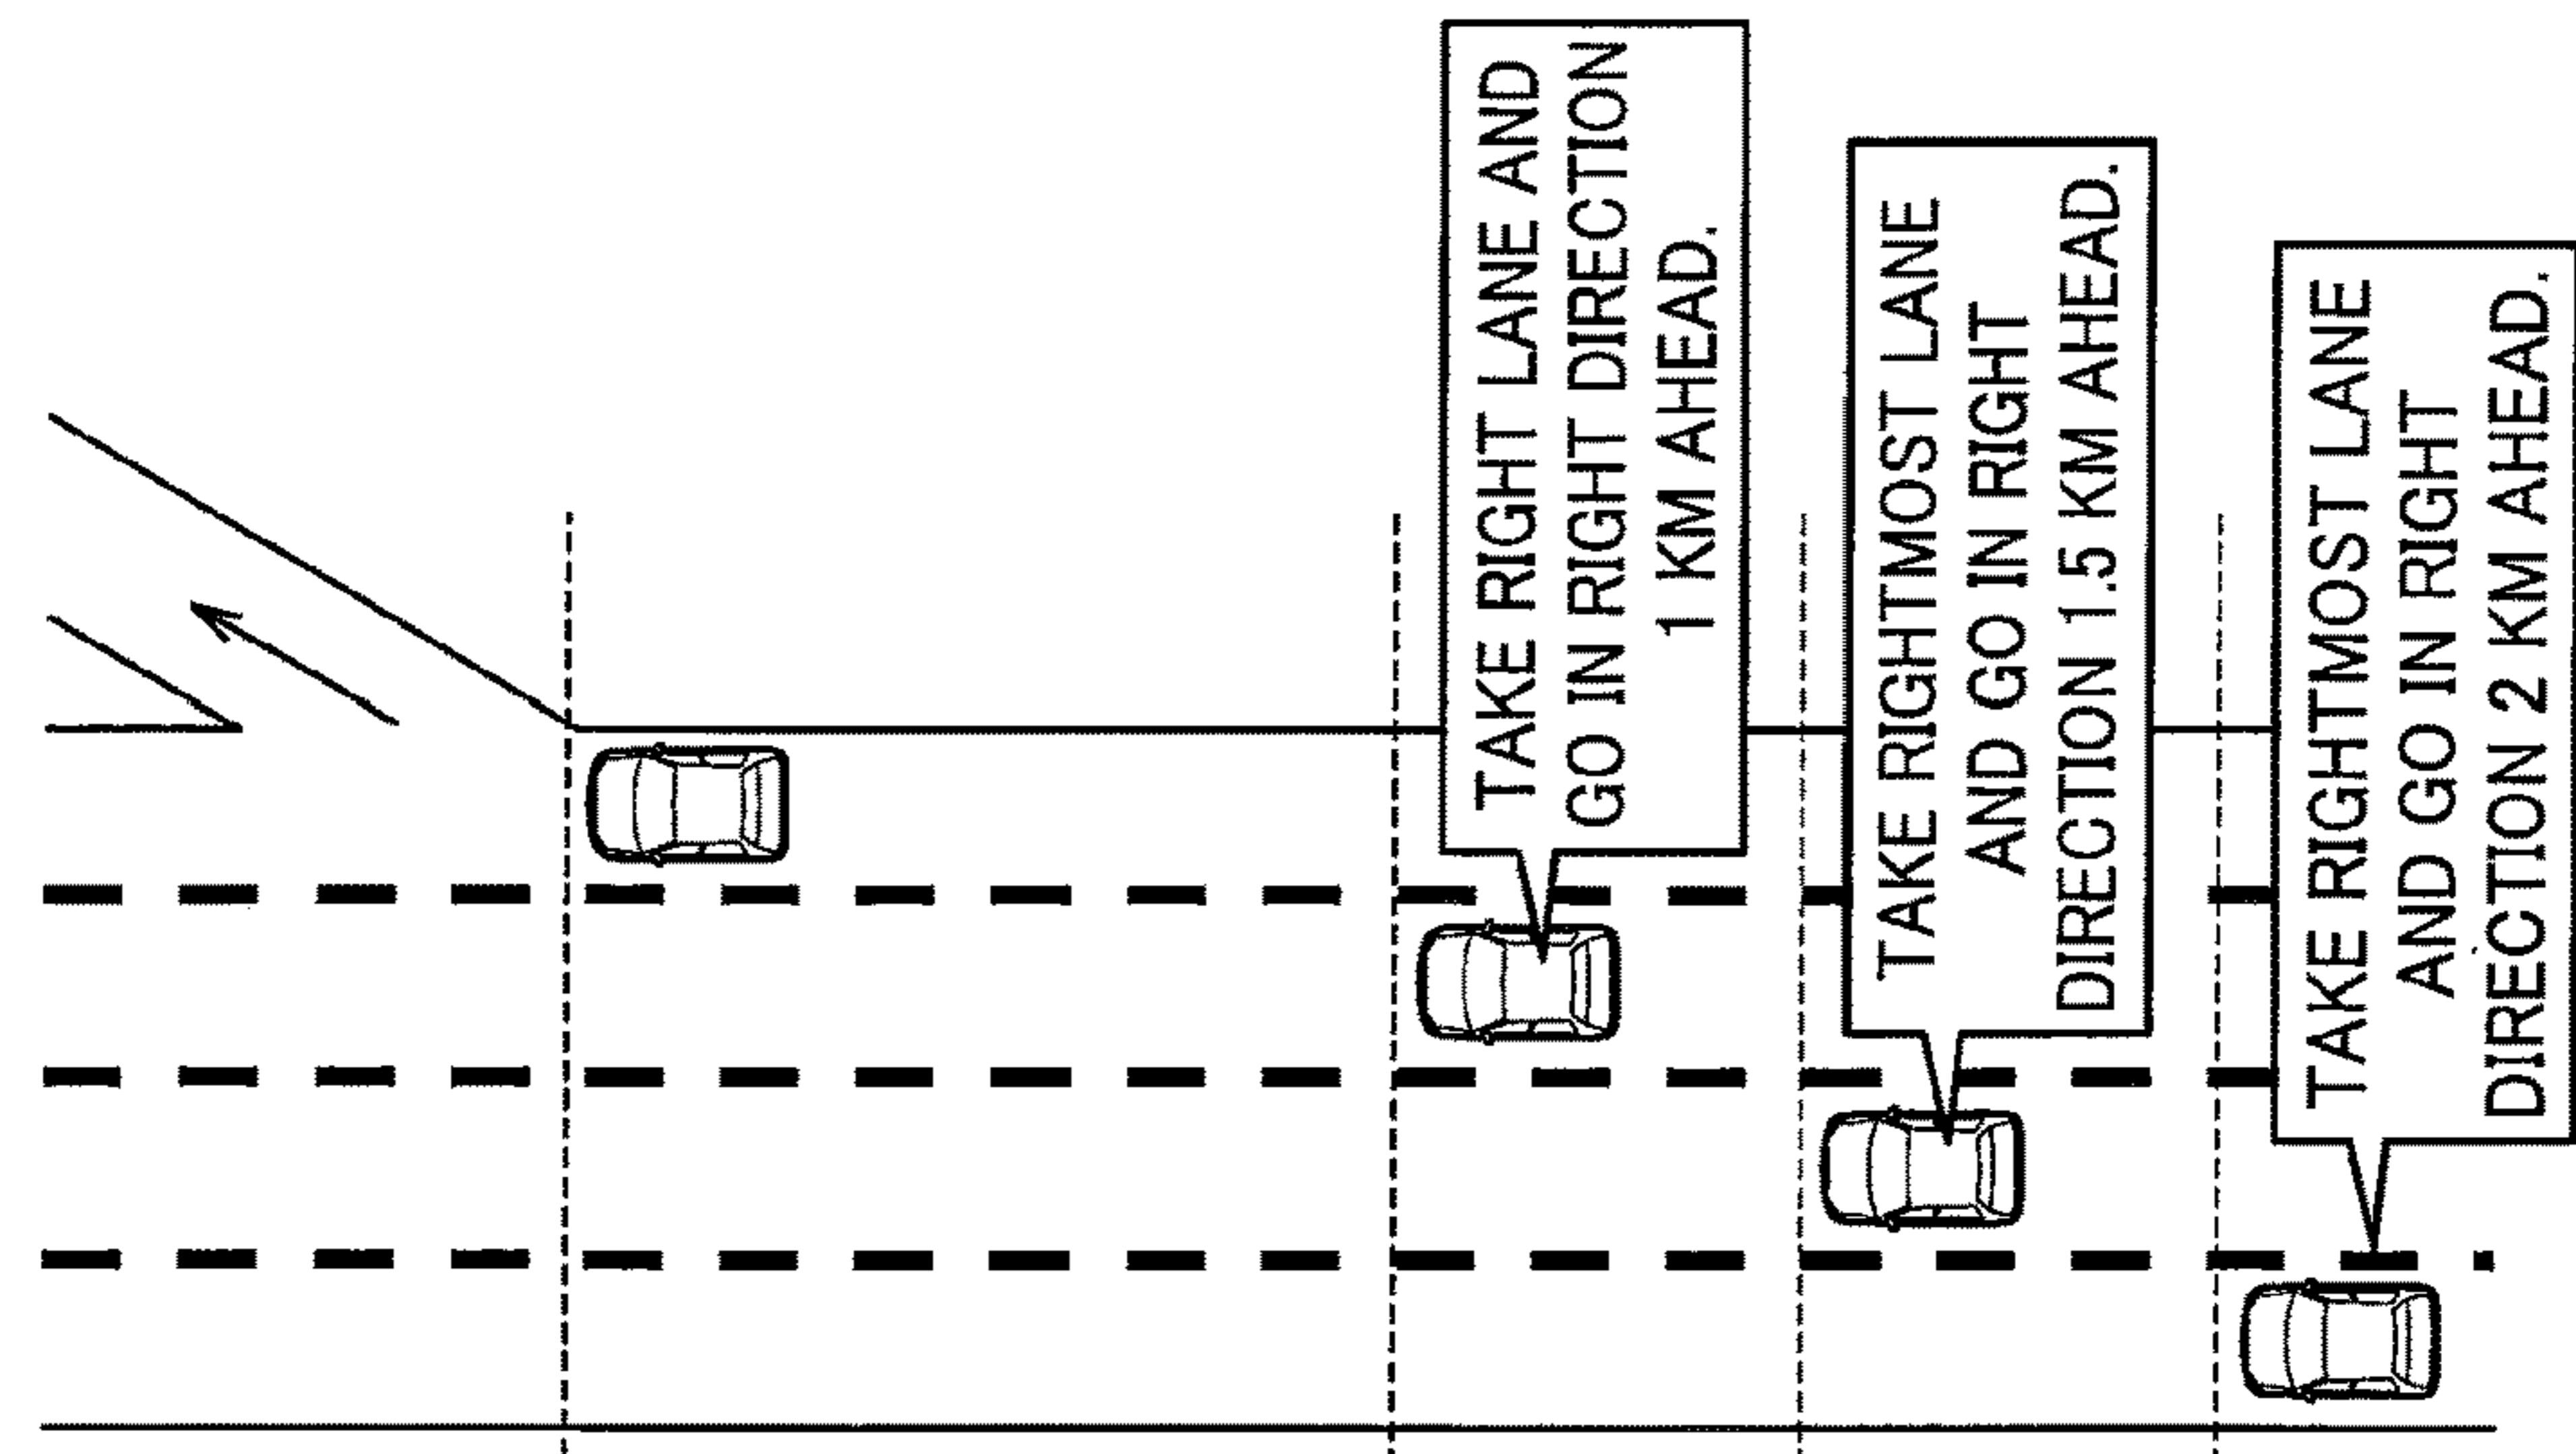 TAKE RIGHT LANE AND
GO IN RIGHT DIRECTION
1 KM AHEAD.
TAKE RIGHTMOST LANE
AND GO IN RIGHT
DIRECTION 1.5 KM AHEAD.
TAKE RIGHTMOST LANE
AND GO IN RIGHT
DIRECTION 2 KM AHEAD.